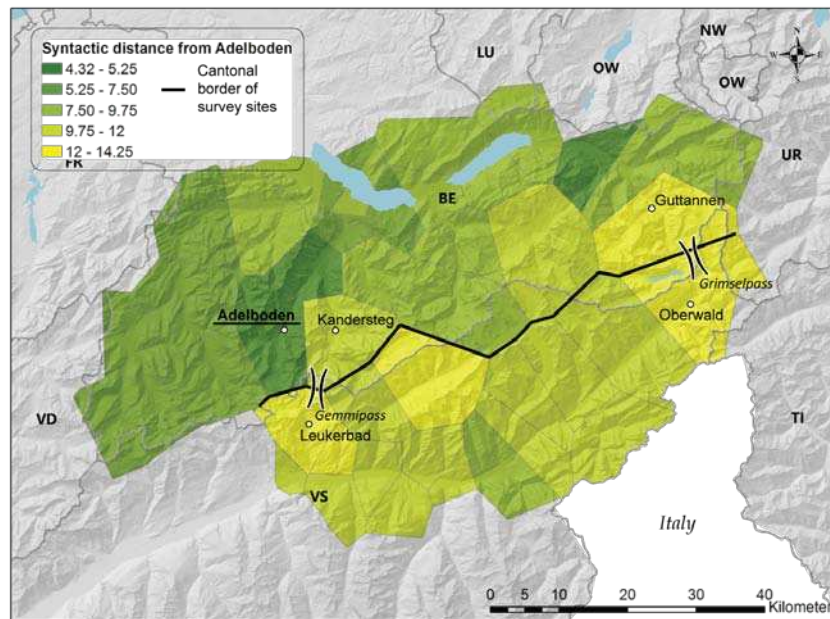 Syntactic distance from Adelboden
4.32 - 5.25
5.25 - 7.50
7.50 - 9.75
9.75 - 12
12 - 14.25
Cantonal
border of
survey sites
LU
OW
NW
OW
N
W
E
S
FR
UR
BE
Guttannen
Grimselpass
Oberwald
Adelboden
Kandersteg
Gemmipass
Leukerbad
VD
TI
VS
Italy
0 5 10 20 30 40
Kilometer